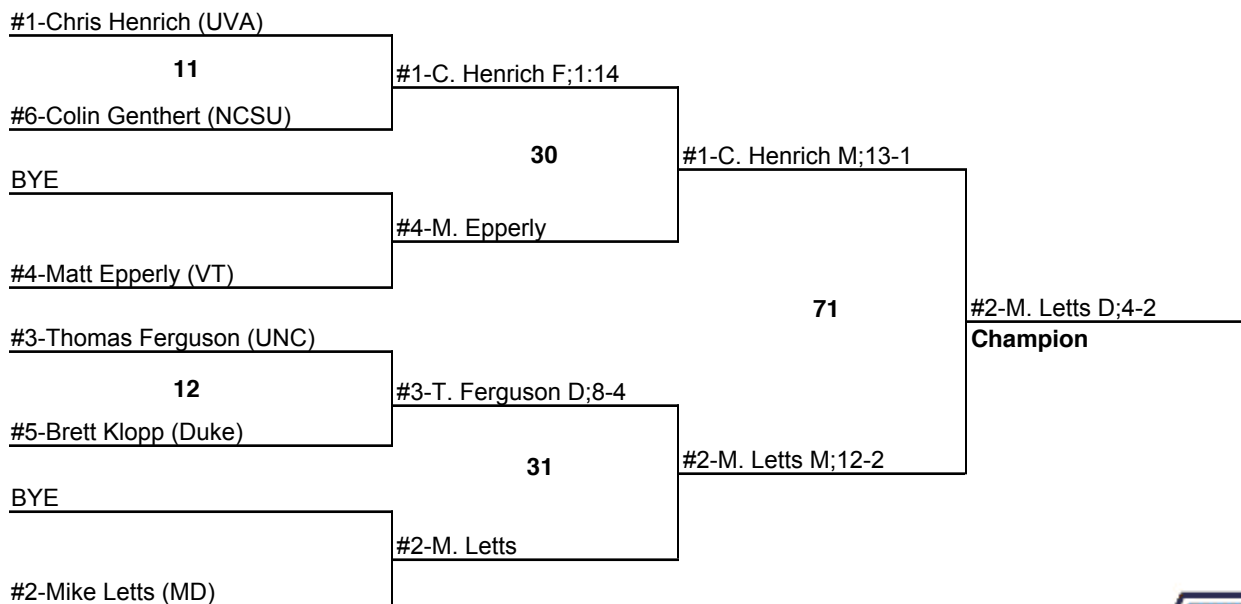 #1-Chris Henrich (UVA)
11
#1-C. Henrich F;1:14
#6-Colin Genthert (NCSU)
30
#1-C. Henrich M;13-1
BYE
#4-M. Epperly
#4-Matt Epperly (VT)
71
#2-M. Letts D;4-2
Champion
#3-Thomas Ferguson (UNC)
12
#3-T. Ferguson D;8-4
#5-Brett Klopp (Duke)
31
#2-M. Letts M;12-2
BYE
#2-M. Letts
#2-Mike Letts (MD)